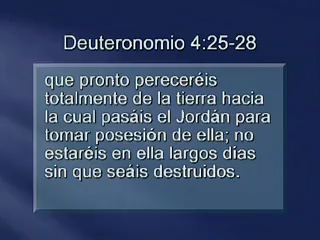 Deuteronomio 4:25-28
que pronto pereceréis
totalmente de la tierra hacia
la cual pasáis el Jordán para
tomar posesión de ella; no
estaréis en ella largos días
sin que seáis destruidos.